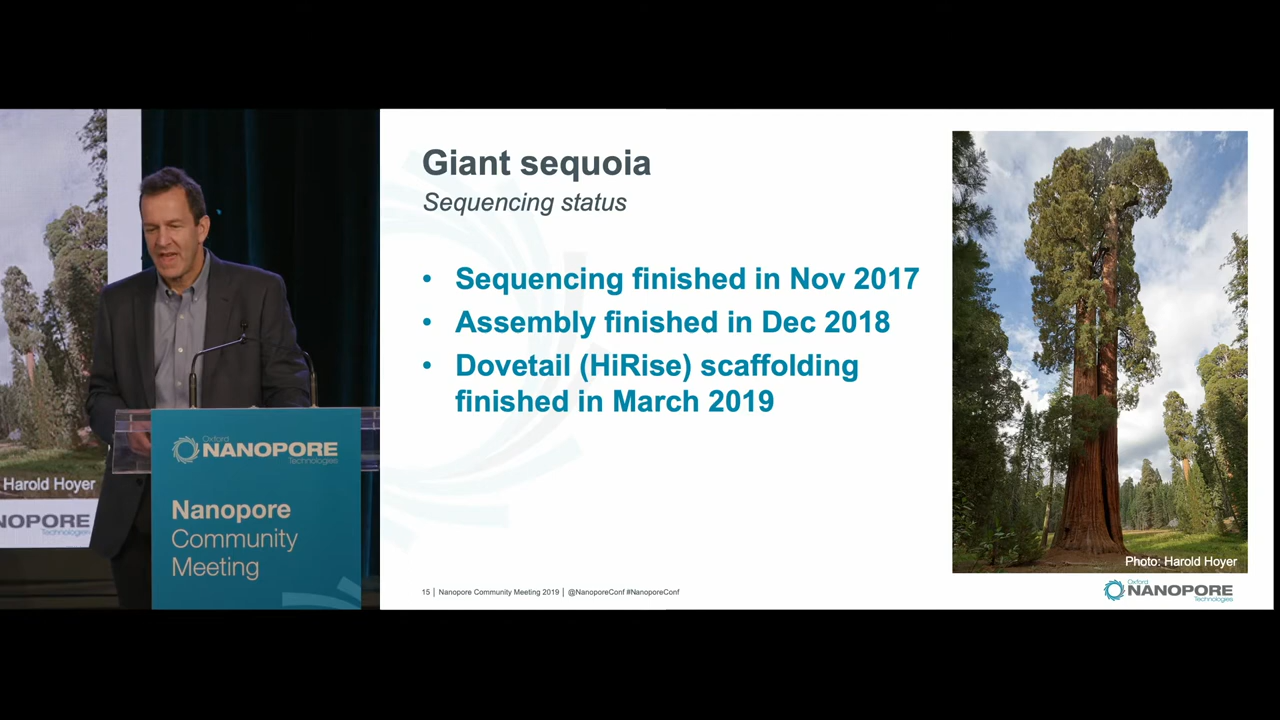 Giant sequoia
Sequencing status
• Sequencing finished in Nov 2017
• Assembly finished in Dec 2018
• Dovetail (HiRise) scaffolding
finished in March 2019
Photo: Harold Hoyer
15 | Nanopore Community Meeting 2019 | @NanoporeConf #NanoporeConf
Oxford
NANOPORE
Technologies
Oxford
NANOPORE
Technologies
Nanopore
Community
Meeting
Harold Hoyer
NOPORE
Technologies